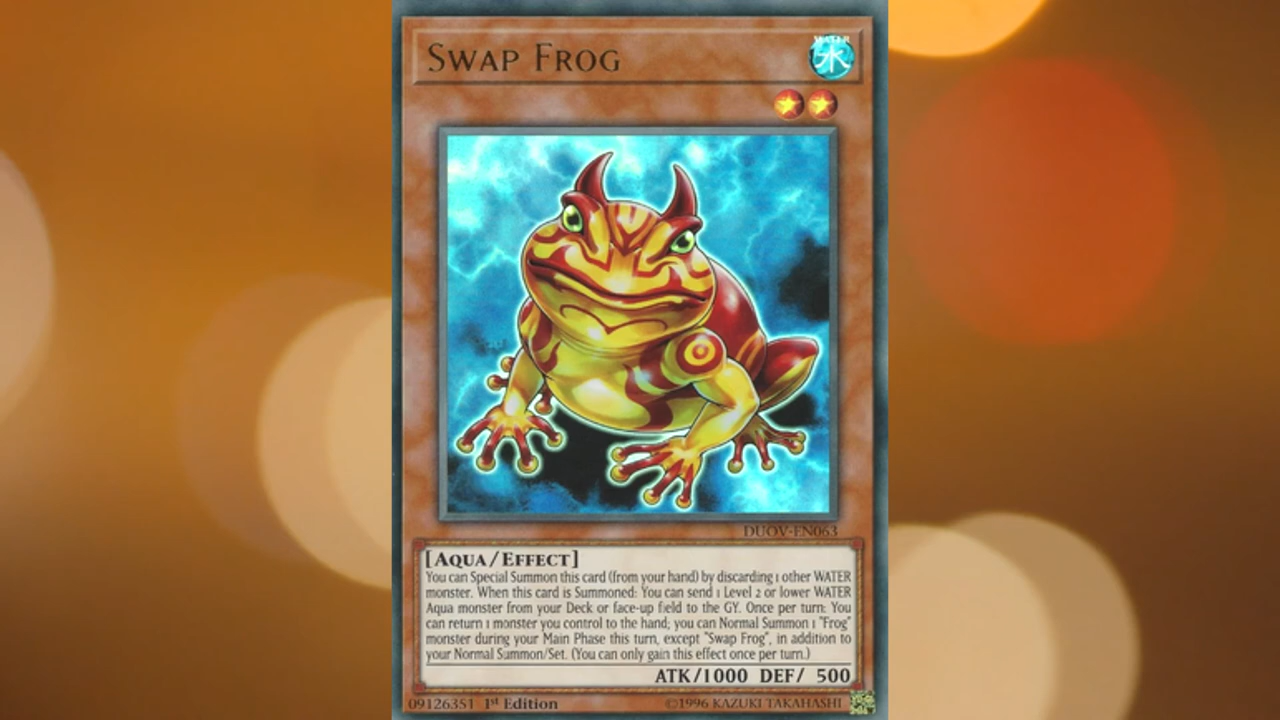 Swap Frog
WATER
水
DUOV-EN063
[Aqua/Effect]
You can Special Summon this card (from your hand) by discarding 1 other WATER
monster. When this card is Summoned: You can send 1 Level 2 or lower WATER
Aqua monster from your Deck or face-up field to the GY. Once per turn: You
can return 1 monster you control to the hand; you can Normal Summon 1 "Frog"
monster during your Main Phase this turn, except "Swap Frog", in addition to
your Normal Summon/Set. (You can only gain this effect once per turn.)
ATK/1000 DEF/ 500
09126351 1st Edition ©1996 KAZUKI TAKAHASHI